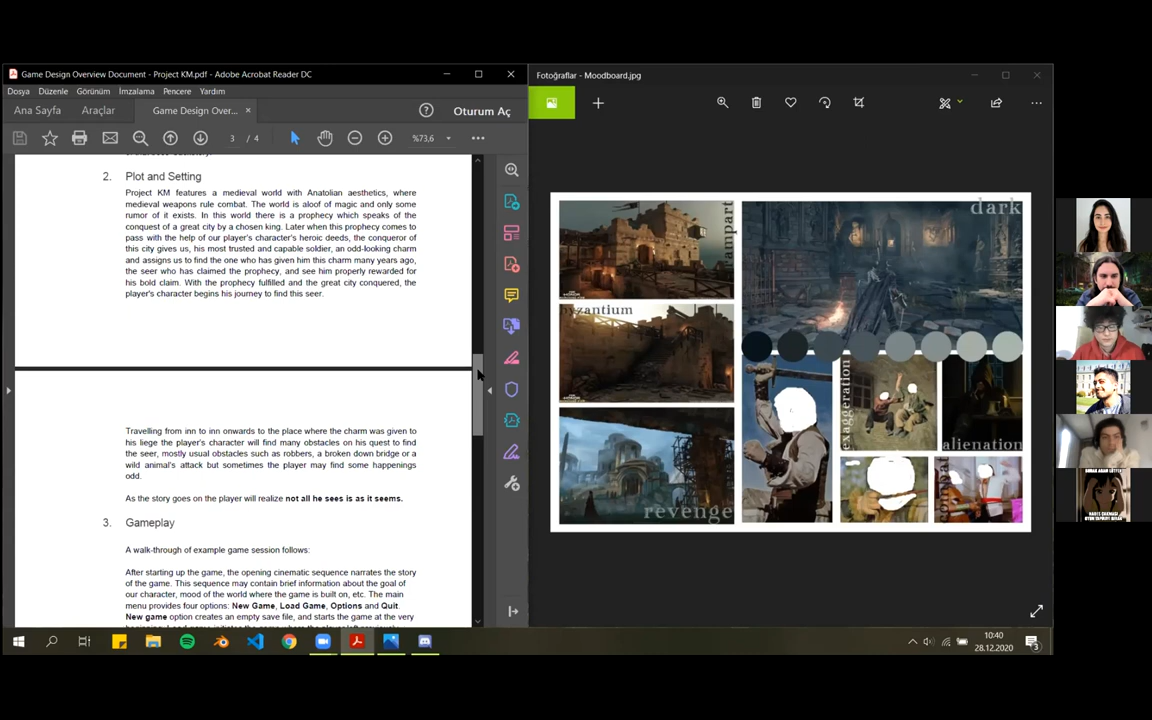 Game Design Overview Document - Project KM.pdf - Adobe Acrobat Reader DC
Dosya Düzenle Görünüm İmzalama Pencere Yardım
Ana Sayfa Araçlar Game Design Over... × Oturum Aç
3 / 4 %73,6
2. Plot and Setting
Project KM features a medieval world with Anatolian aesthetics, where
medieval weapons rule combat. The world is aloof of magic and only some
rumor of it exists. In this world there is a prophecy which speaks of the
conquest of a great city by a chosen king. Later when this prophecy comes to
pass with the help of our player's character's heroic deeds, the conqueror of
this city gives us, his most trusted and capable soldier, an odd-looking charm
and assigns us to find the one who has given him this charm many years ago,
the seer who has claimed the prophecy, and see him properly rewarded for
his bold claim. With the prophecy fulfilled and the great city conquered, the
player's character begins his journey to find this seer.
Travelling from inn to inn onwards to the place where the charm was given to
his liege the player's character will find many obstacles on his quest to find
the seer, mostly usual obstacles such as robbers, a broken down bridge or a
wild animal's attack but sometimes the player may find some happenings
odd.
As the story goes on the player will realize not all he sees is as it seems.
3. Gameplay
A walk-through of example game session follows:
After starting up the game, the opening cinematic sequence narrates the story
of the game. This sequence may contain brief information about the goal of
our character, mood of the world where the game is built on, etc. The main
menu provides four options: New Game, Load Game, Options and Quit.
New game option creates an empty save file, and starts the game at the very
Fotoğraflar - Moodboard.jpg
rampart
dark
byzantium
exaggeration
alienation
revenge
10:40
28.12.2020
3